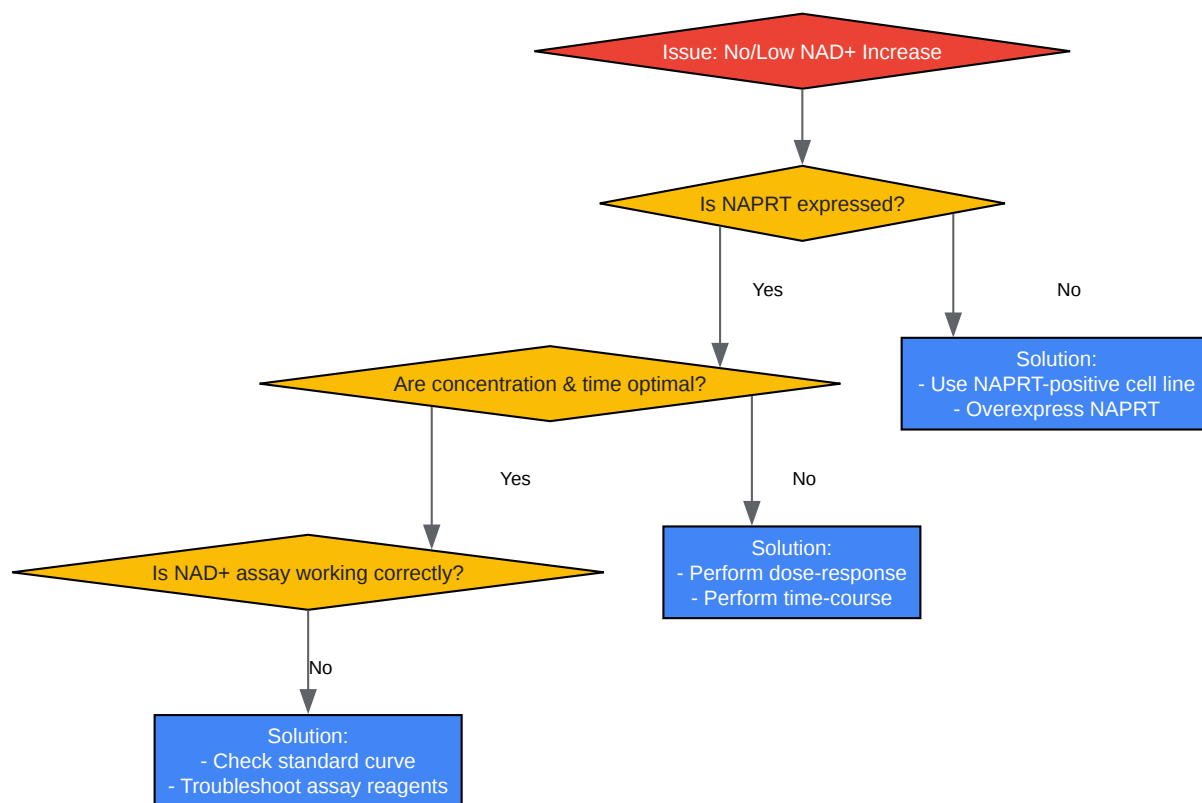 Issue: No/Low NAD+ Increase
Is NAPRT expressed?
Yes
No
Solution:
- Use NAPRT-positive cell line
- Overexpress NAPRT
Are concentration & time optimal?
Yes
No
Solution:
- Perform dose-response
- Perform time-course
Is NAD+ assay working correctly?
No
Solution:
- Check standard curve
- Troubleshoot assay reagents